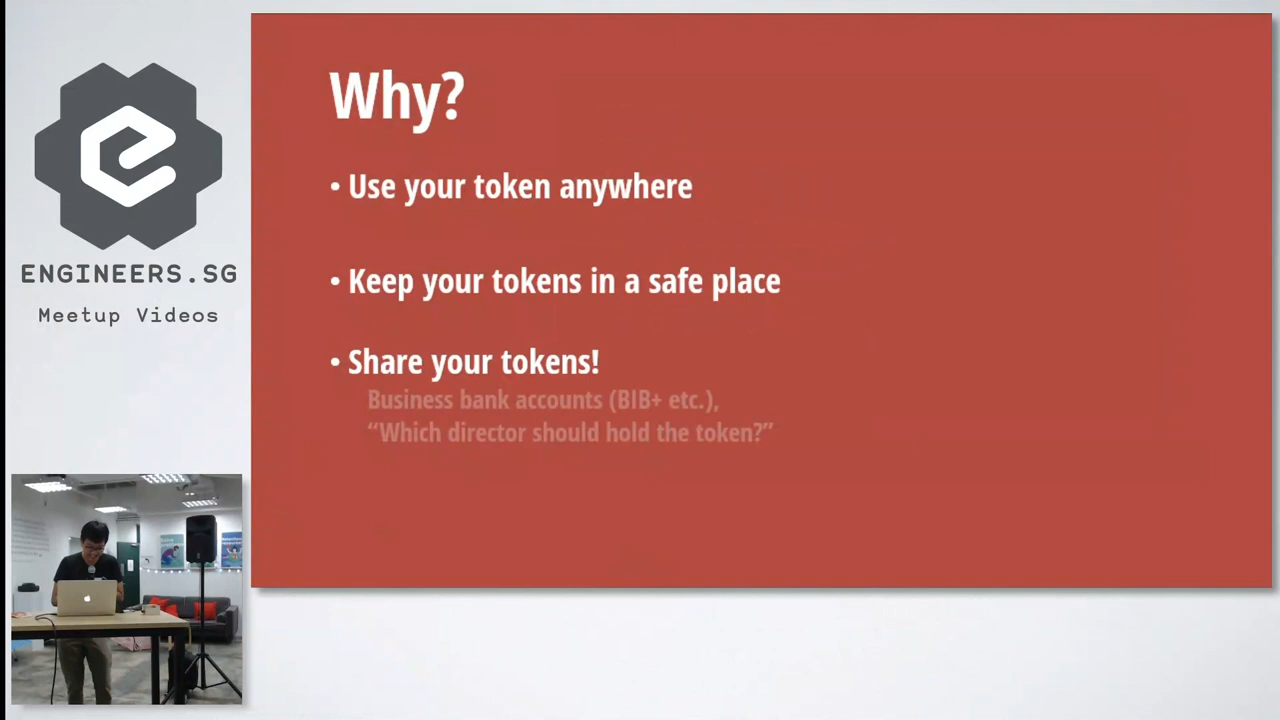 ENGINEERS.SG
Meetup Videos
Why?
• Use your token anywhere
• Keep your tokens in a safe place
• Share your tokens!
Business bank accounts (BIB+ etc.),
“Which director should hold the token?”